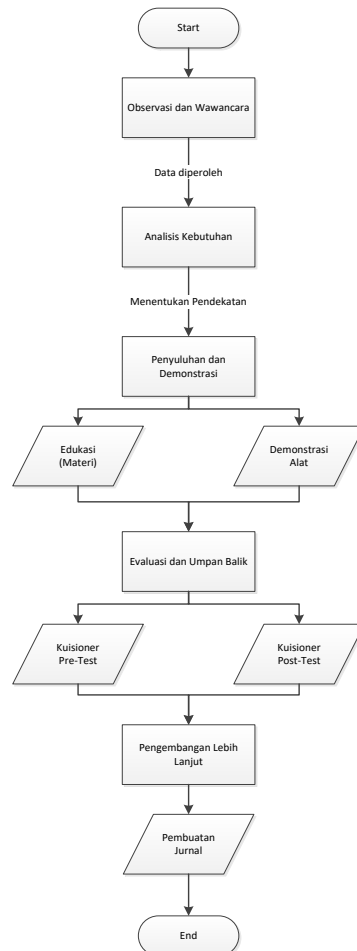 Start
Observasi dan Wawancara
Data diperoleh
Analisis Kebutuhan
Menentukan Pendekatan
Penyuluhan dan
Demonstrasi
Edukasi
(Materi)
Demonstrasi
Alat
Evaluasi dan Umpan Balik
Kuisioner
Pre-Test
Kuisioner
Post-Test
Pengembangan Lebih
Lanjut
Pembuatan
Jurnal
End